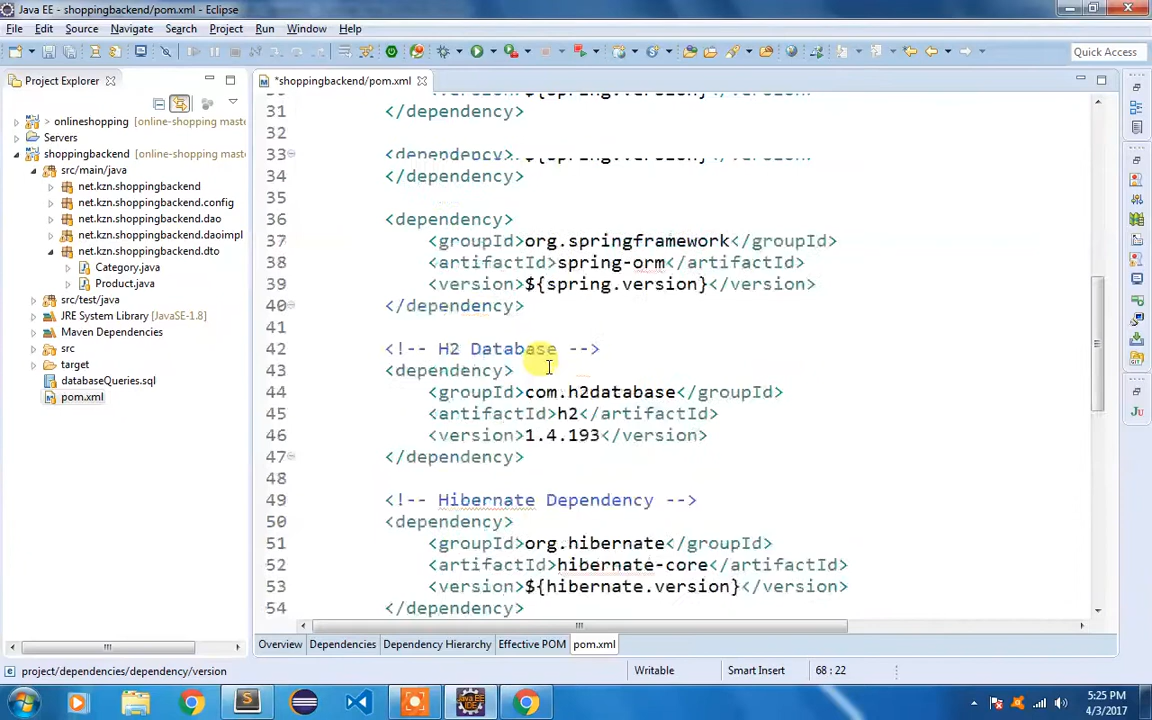 Java EE - shoppingbackend/pom.xml - Eclipse
File Edit Source Navigate Search Project Run Window Help
Quick Access
Project Explorer
*shoppingbackend/pom.xml
> onlineshopping [online-shopping maste
Servers
shoppingbackend [online-shopping maste
src/main/java
net.kzn.shoppingbackend
net.kzn.shoppingbackend.config
net.kzn.shoppingbackend.dao
net.kzn.shoppingbackend.daoimpl
net.kzn.shoppingbackend.dto
Category.java
Product.java
src/test/java
JRE System Library [JavaSE-1.8]
Maven Dependencies
src
target
databaseQueries.sql
pom.xml
31 </dependency>
32
33 <dependency>
34 </dependency>
35
36 <dependency>
37 <groupId>org.springframework</groupId>
38 <artifactId>spring-orm</artifactId>
39 <version>${spring.version}</version>
40 </dependency>
41
42 <!-- H2 Database -->
43 <dependency>
44 <groupId>com.h2database</groupId>
45 <artifactId>h2</artifactId>
46 <version>1.4.193</version>
47 </dependency>
48
49 <!-- Hibernate Dependency -->
50 <dependency>
51 <groupId>org.hibernate</groupId>
52 <artifactId>hibernate-core</artifactId>
53 <version>${hibernate.version}</version>
54 </dependency>
Overview Dependencies Dependency Hierarchy Effective POM pom.xml
project/dependencies/dependency/version
Writable
Smart Insert
68 : 22
5:25 PM
4/3/2017